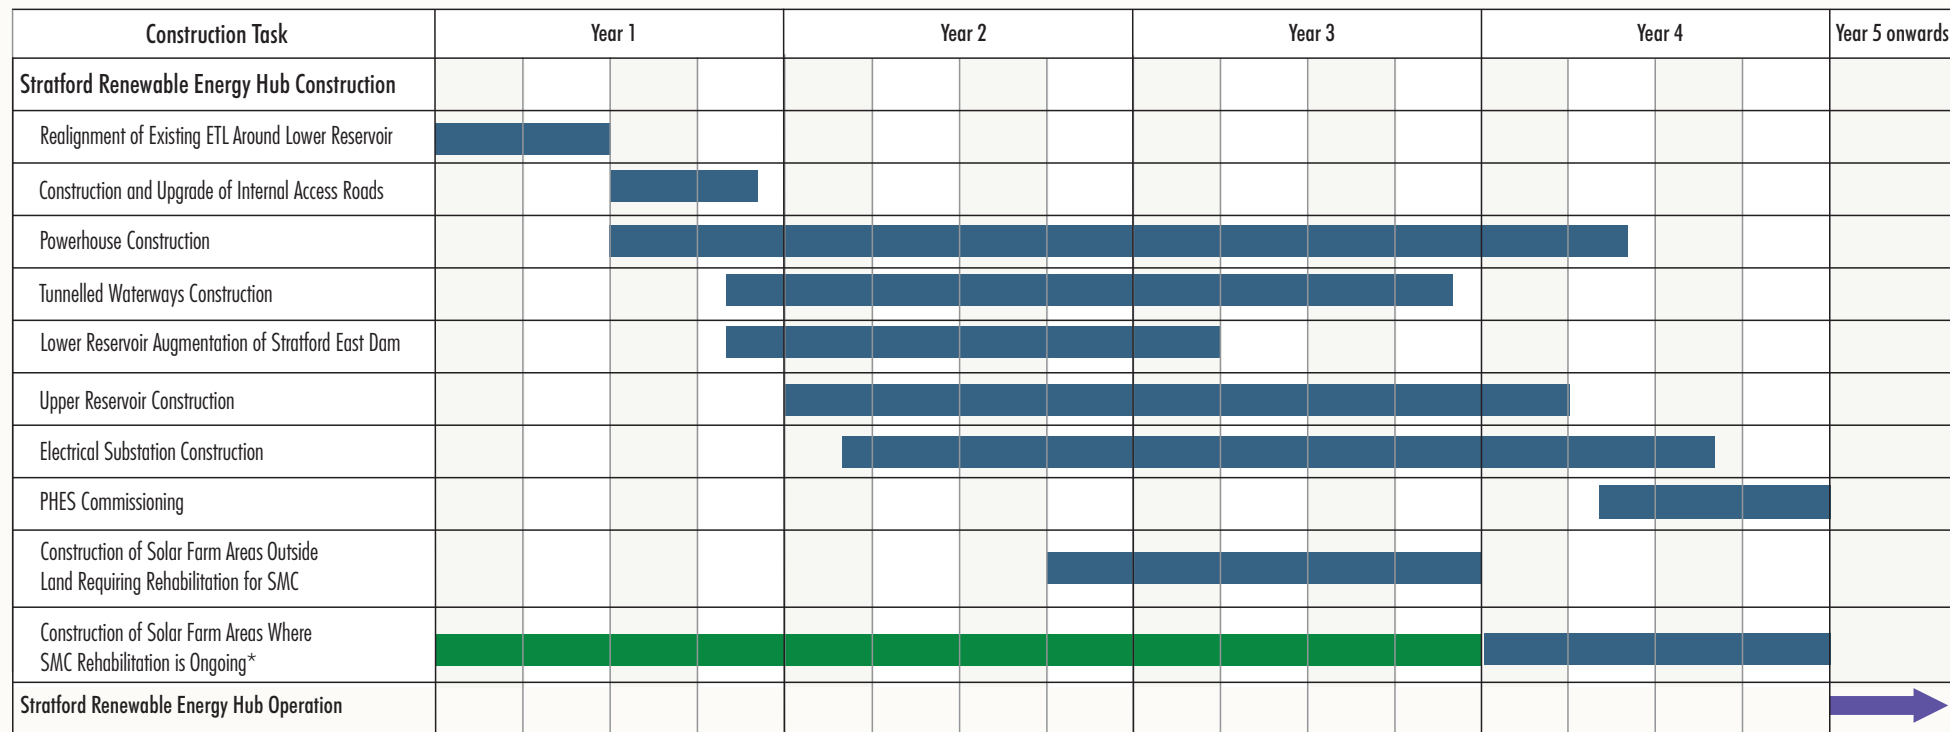 Construction Task Year 1 Year 2 Year 3 Year 4 Year 5 onwards
Stratford Renewable Energy Hub Construction
Realignment of Existing ETL Around Lower Reservoir
Construction and Upgrade of Internal Access Roads
Powerhouse Construction
Tunnelled Waterways Construction
Lower Reservoir Augmentation of Stratford East Dam
Upper Reservoir Construction
Electrical Substation Construction
PHES Commissioning
Construction of Solar Farm Areas Outside
Land Requiring Rehabilitation for SMC
Construction of Solar Farm Areas Where
SMC Rehabilitation is Ongoing*
Stratford Renewable Energy Hub Operation